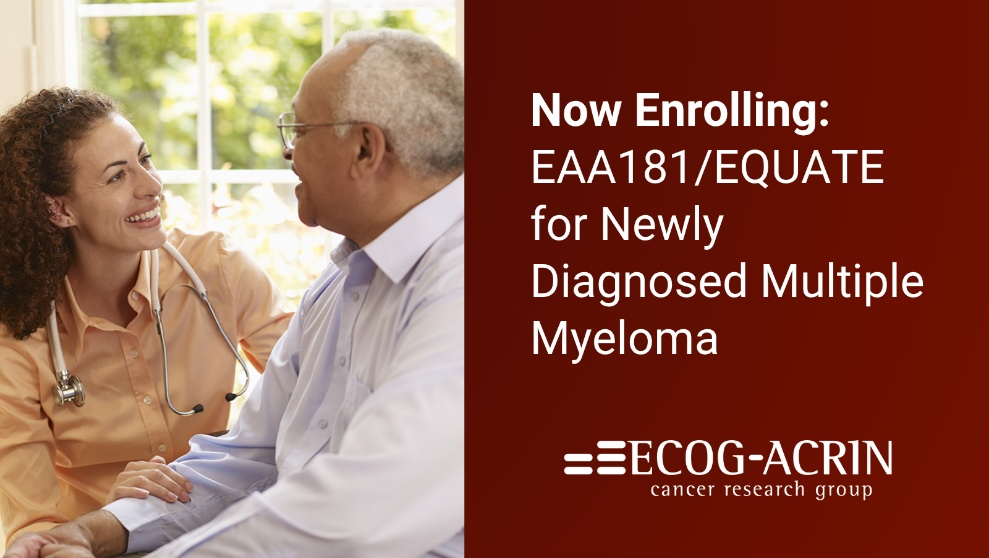 Now Enrolling:
EAA181/EQUATE
for Newly
Diagnosed Multiple
Myeloma
ECOG-ACRIN
cancer research group